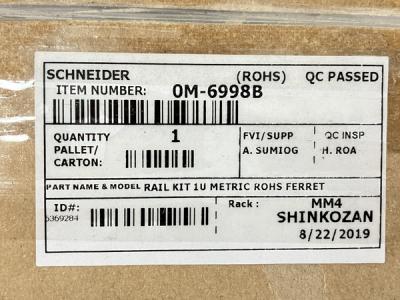 SCHNEIDER (ROHS) QC PASSED
ITEM NUMBER: 0M-6998B
QUANTITY 1 FVI/SUPP QC INSP
PALLET/ A. SUMIOG H. ROA
CARTON:
PART NAME & MODEL RAIL KIT 1U METRIC ROHS FERRET
ID#: Rack : MM4
6369284 SHINKOZAN
8/22/2019